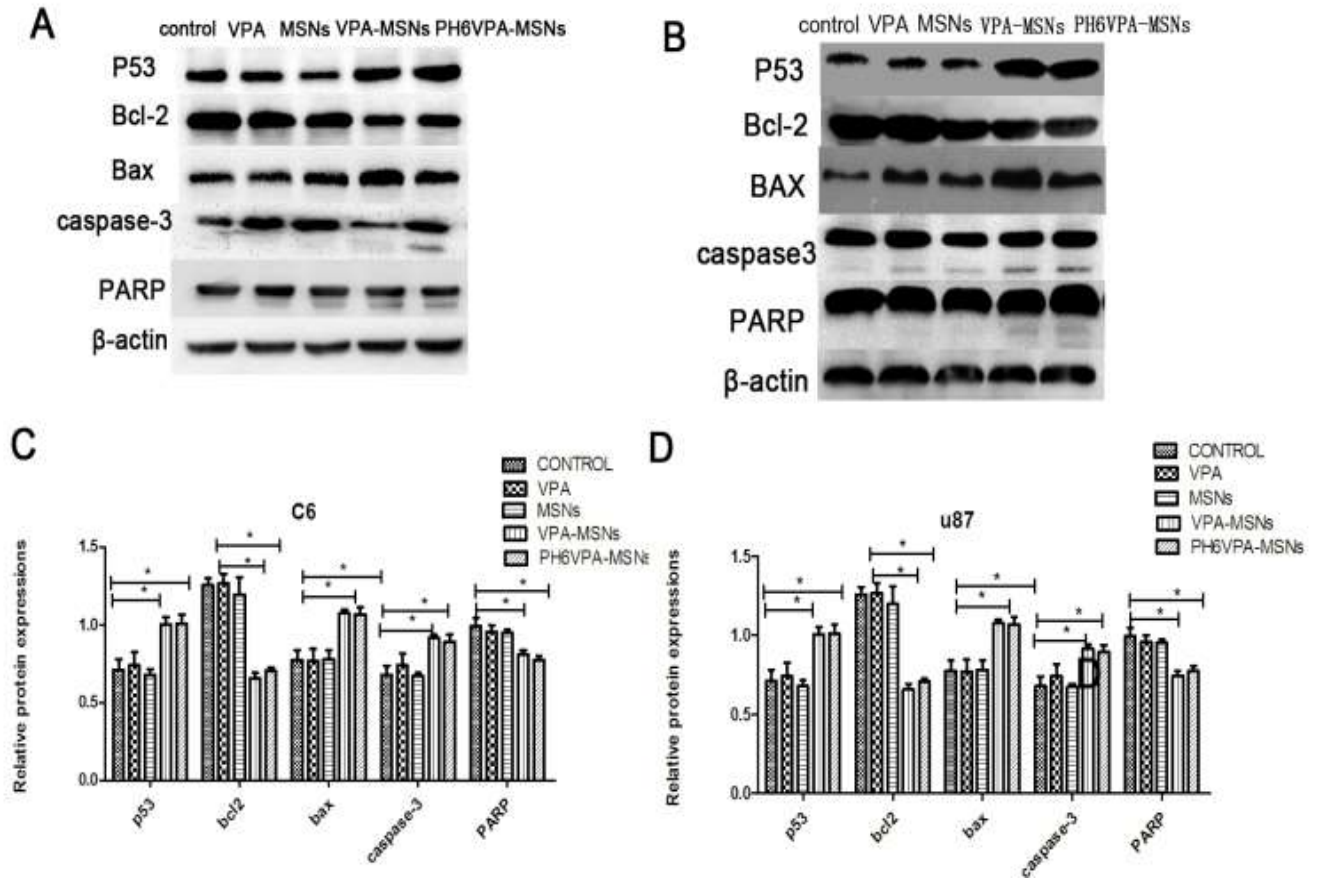 A
control VPA MSNs VPA-MSNs PH6VPA-MSNs
P53
Bcl-2
Bax
caspase-3
PARP
β-actin
B
control VPA MSNs VPA-MSNs PH6VPA-MSNs
P53
Bcl-2
BAX
caspase3
PARP
β-actin
C
C6
CONTROL
VPA
MSNs
VPA-MSNs
PH6VPA-MSNs
Relative protein expressions
1.5
1.0
0.5
0.0
* * * * * * * * * *
p53
bcl2
bax
caspase-3
PARP
D
u87
CONTROL
VPA
MSNs
VPA-MSNs
PH6VPA-MSNs
Relative protein expressions
1.5
1.0
0.5
0.0
* * * * * * * * * *
D
p53
bcl2
bax
caspase-3
PARP